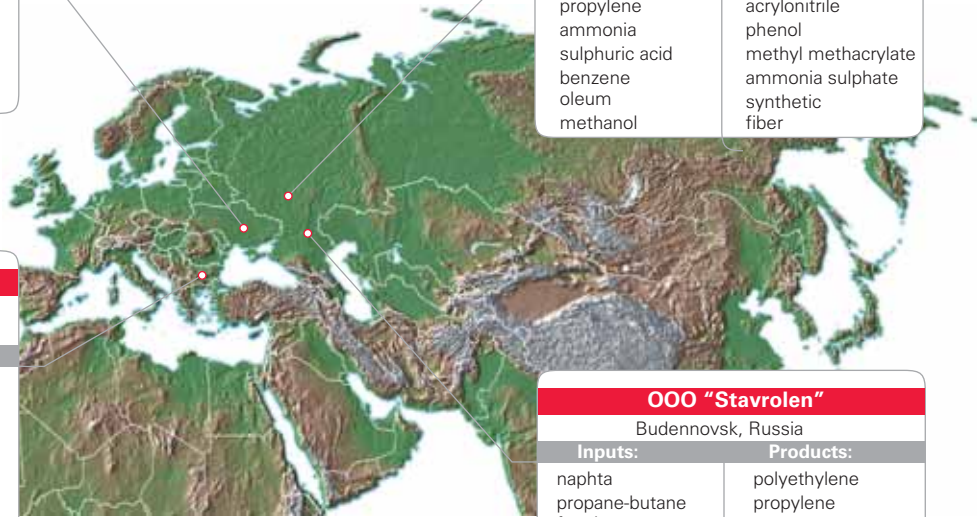 propylene
ammonia
sulphuric acid
benzene
oleum
methanol
acrylonitrile
phenol
methyl methacrylate
ammonia sulphate
synthetic
fiber
OOO “Stavrolen”
Budennovsk, Russia
Inputs:
naphta
propane-butane
Products:
polyethylene
propylene